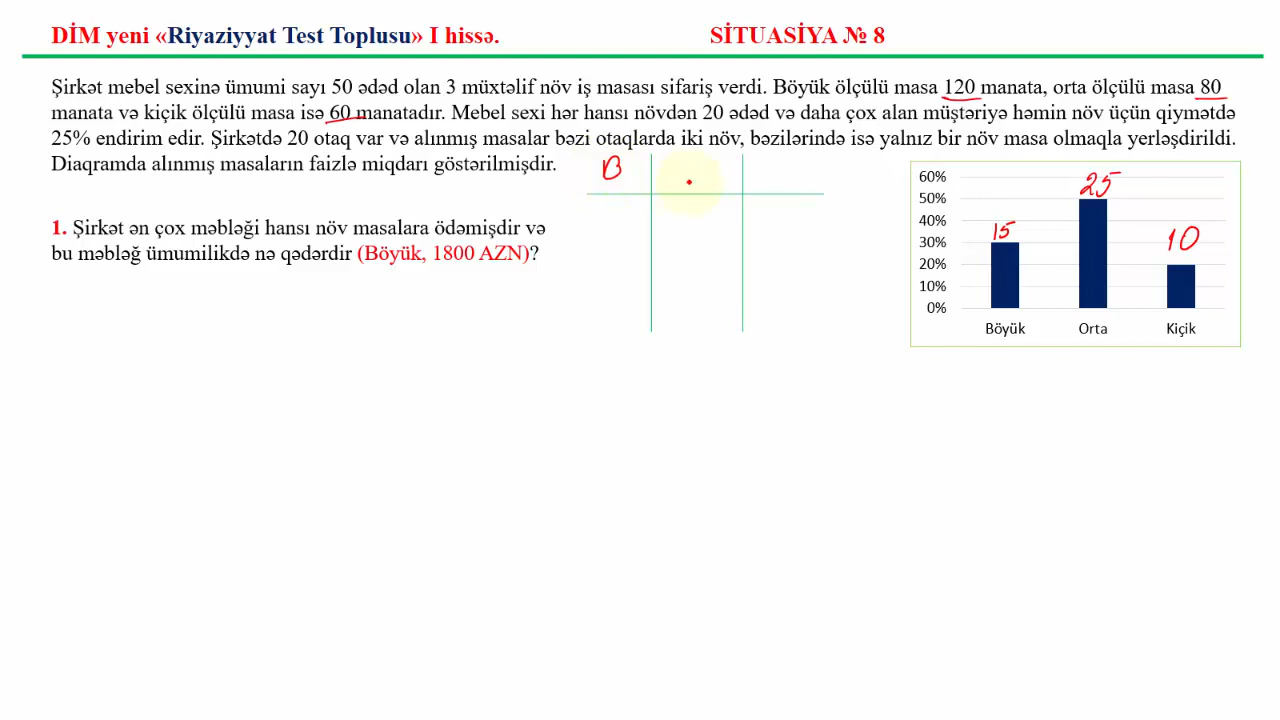 DİM yeni «Riyaziyyat Test Toplusu» I hissə.
SİTUASİYA № 8
Şirkət mebel sexinə ümumi sayı 50 ədəd olan 3 müxtəlif növ iş masası sifariş verdi. Böyük ölçülü masa 120 manata, orta ölçülü masa 80
manata və kiçik ölçülü masa isə 60 manatadır. Mebel sexi hər hansı növdən 20 ədəd və daha çox alan müştəriyə həmin növ üçün qiymətdə
25% endirim edir. Şirkətdə 20 otaq var və alınmış masalar bəzi otaqlarda iki növ, bəzilərində isə yalnız bir növ masa olmaqla yerləşdirildi.
Diaqramda alınmış masaların faizlə miqdarı göstərilmişdir.
B
1. Şirkət ən çox məbləği hansı növ masalara ödəmişdir və
bu məbləğ ümumilikdə nə qədərdir (Böyük, 1800 AZN)?
60%
50%
40%
30%
20%
10%
0%
15
25
10
Böyük
Orta
Kiçik